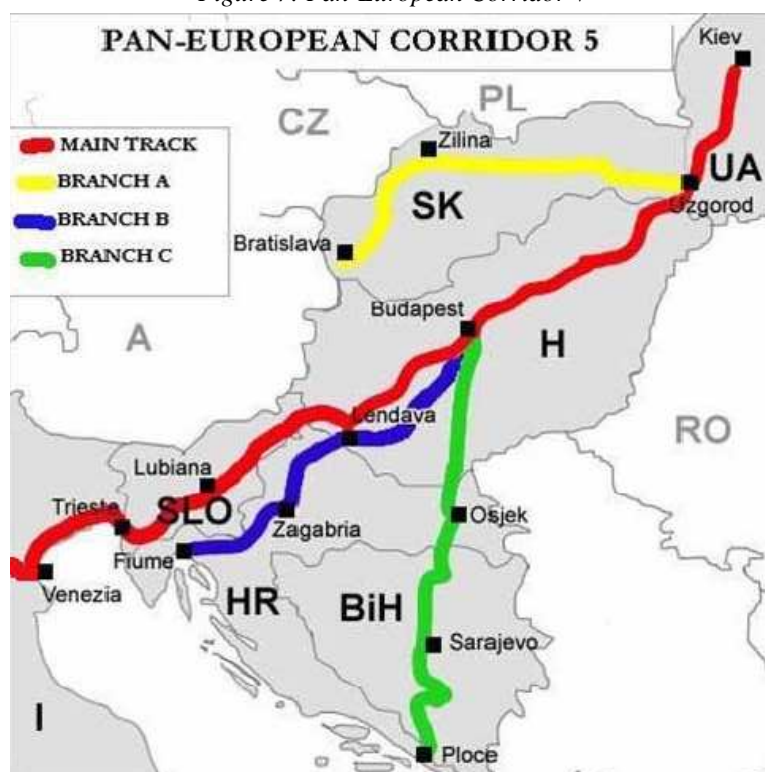 PAN-EUROPEAN CORRIDOR 5
Kiev
PL
CZ
MAIN TRACK
BRANCH A
BRANCH B
BRANCH C
Zilina
UA
SK
Uzgorod
Bratislava
Budapest
A
H
Lendava
RO
Lubiana
Trieste
SLO
Osjek
Zagabria
Fiume
Venezia
HR
BiH
Sarajevo
I
Ploce